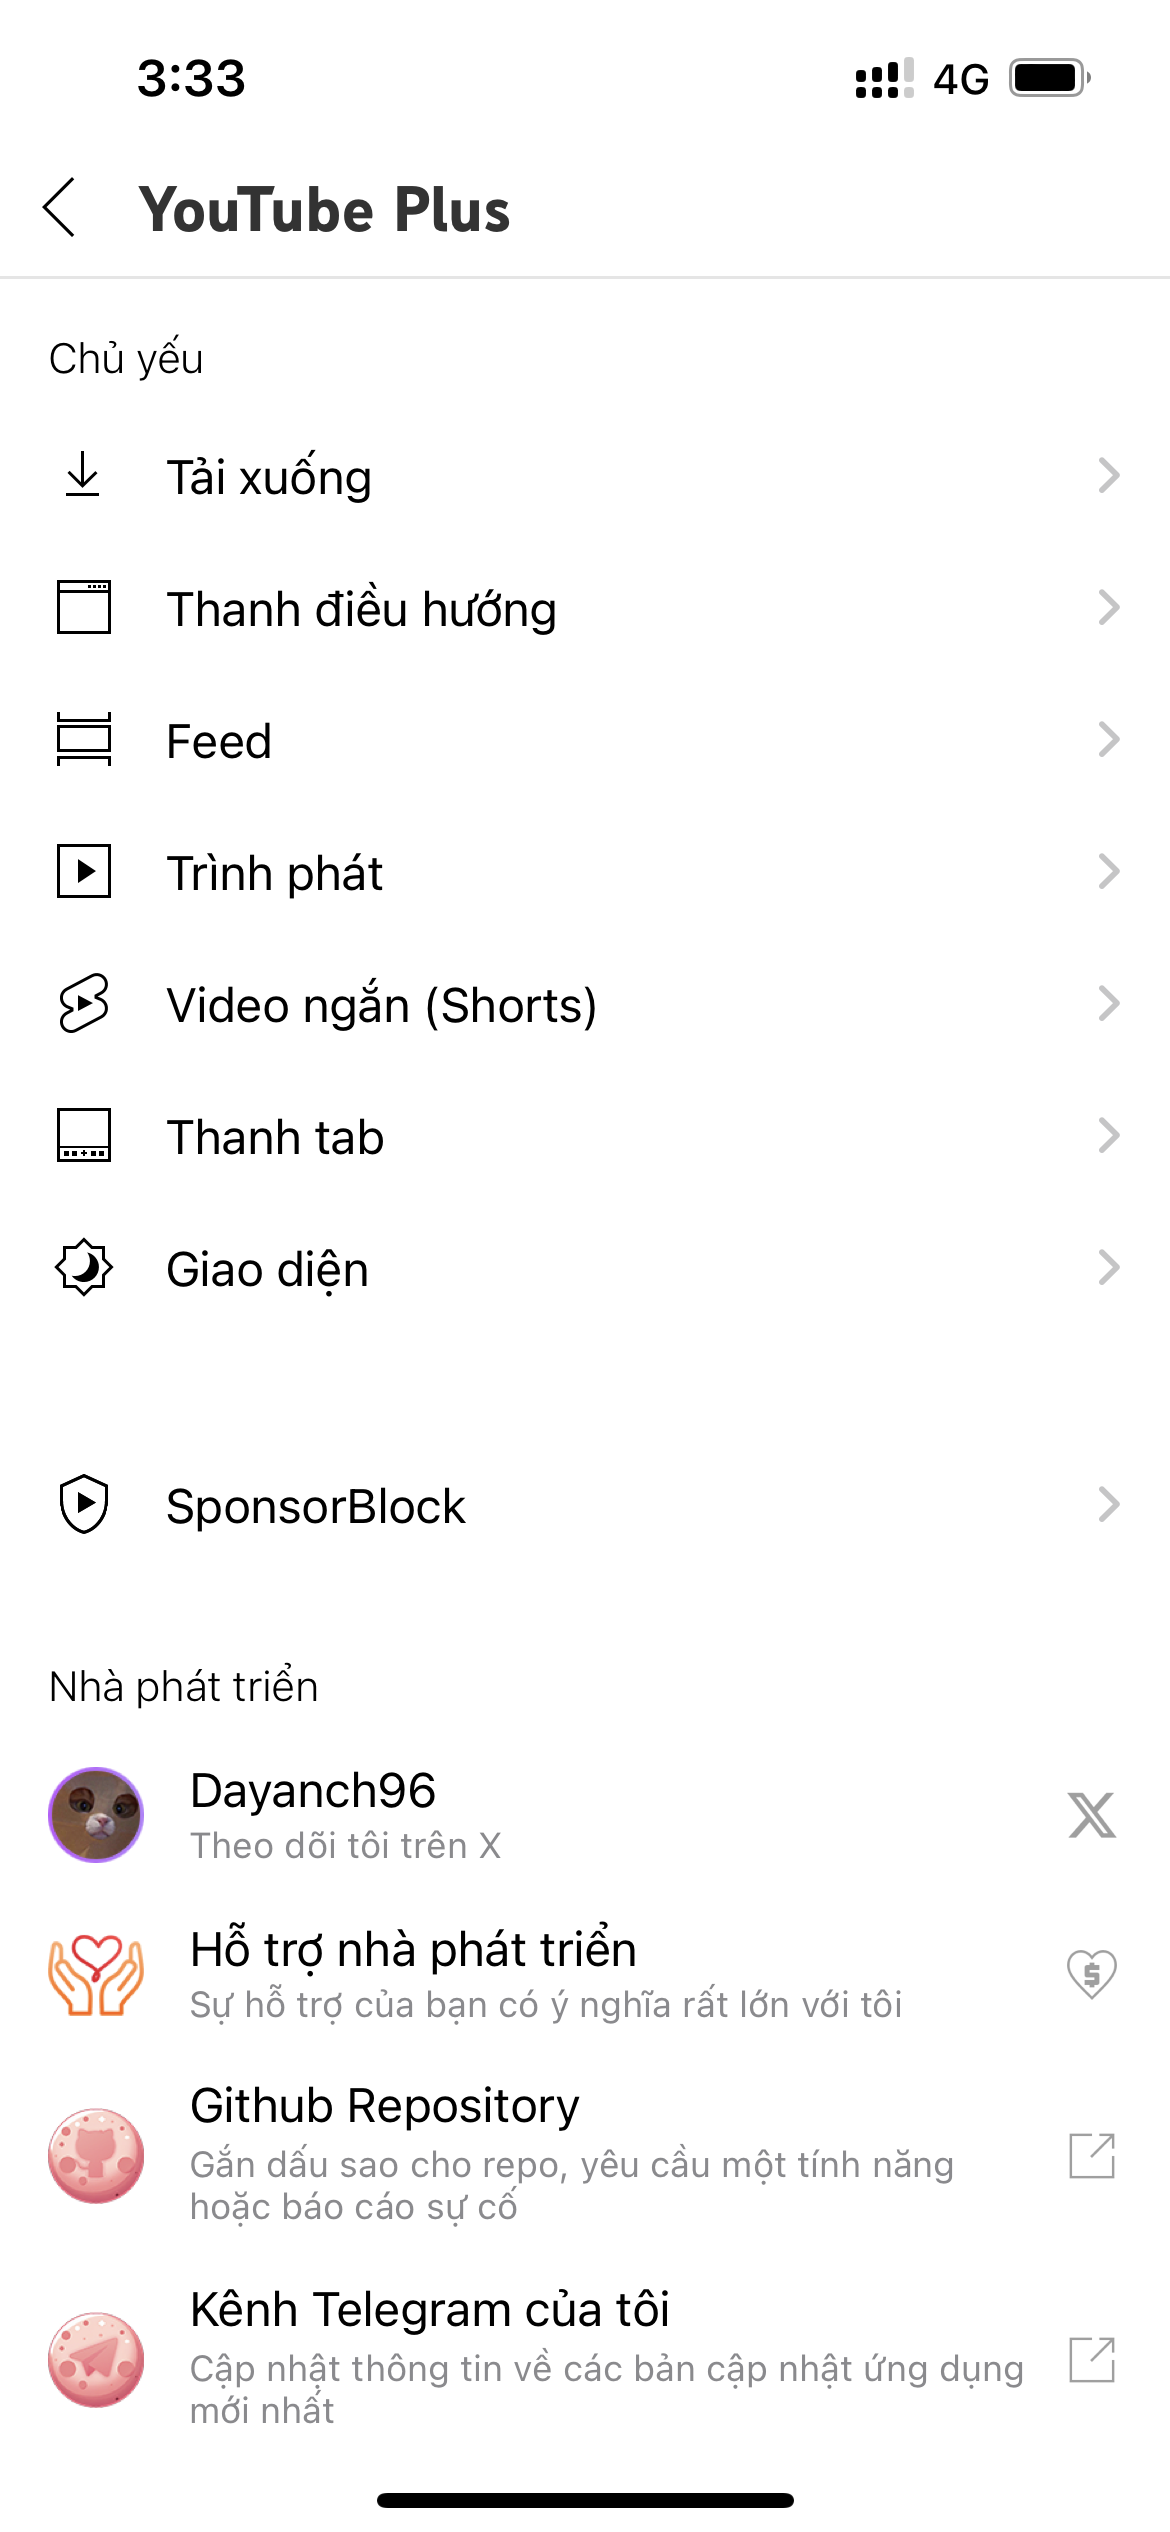 3:33
4G
YouTube Plus
Chủ yếu
Tải xuống
Thanh điều hướng
Feed
Trình phát
Video ngắn (Shorts)
Thanh tab
Giao diện
SponsorBlock
Nhà phát triển
Dayanch96
Theo dõi tôi trên X
Hỗ trợ nhà phát triển
Sự hỗ trợ của bạn có ý nghĩa rất lớn với tôi
Github Repository
Gắn dấu sao cho repo, yêu cầu một tính năng
hoặc báo cáo sự cố
Kênh Telegram của tôi
Cập nhật thông tin về các bản cập nhật ứng dụng
mới nhất